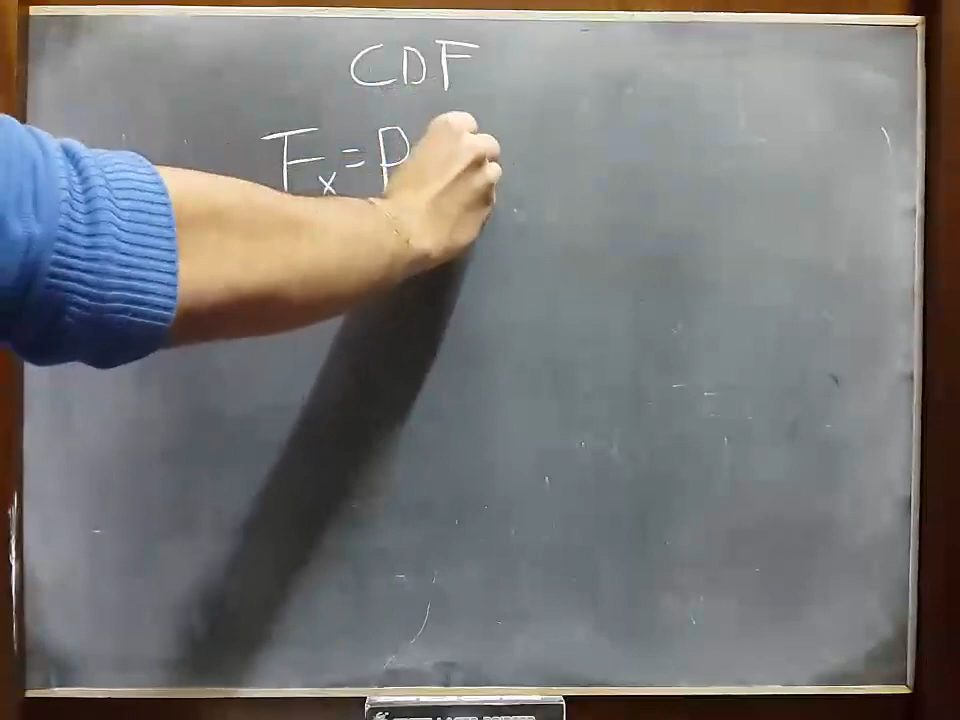 CDF
Fx = P